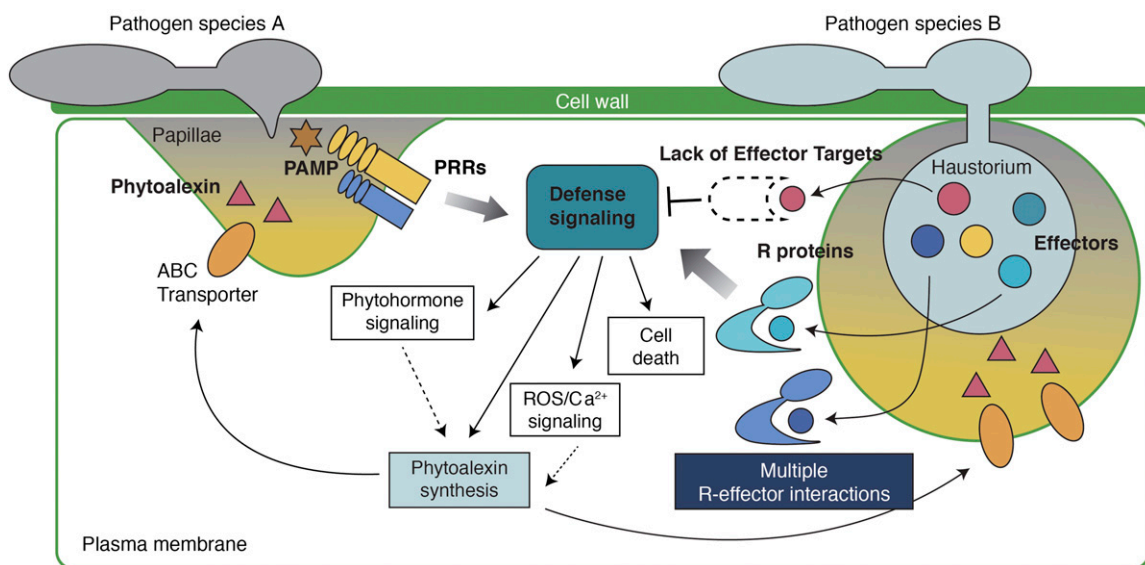 Pathogen species A
Pathogen species B
Cell wall
Papillae
PAMP
PRRs
Phytoalexin
ABC
Transporter
Defense
signaling
Lack of Effector Targets
Haustorium
Effectors
R proteins
Phytohormone
signaling
Cell
death
ROS/Ca²⁺
signaling
Phytoalexin
synthesis
Multiple
R-effector interactions
Plasma membrane